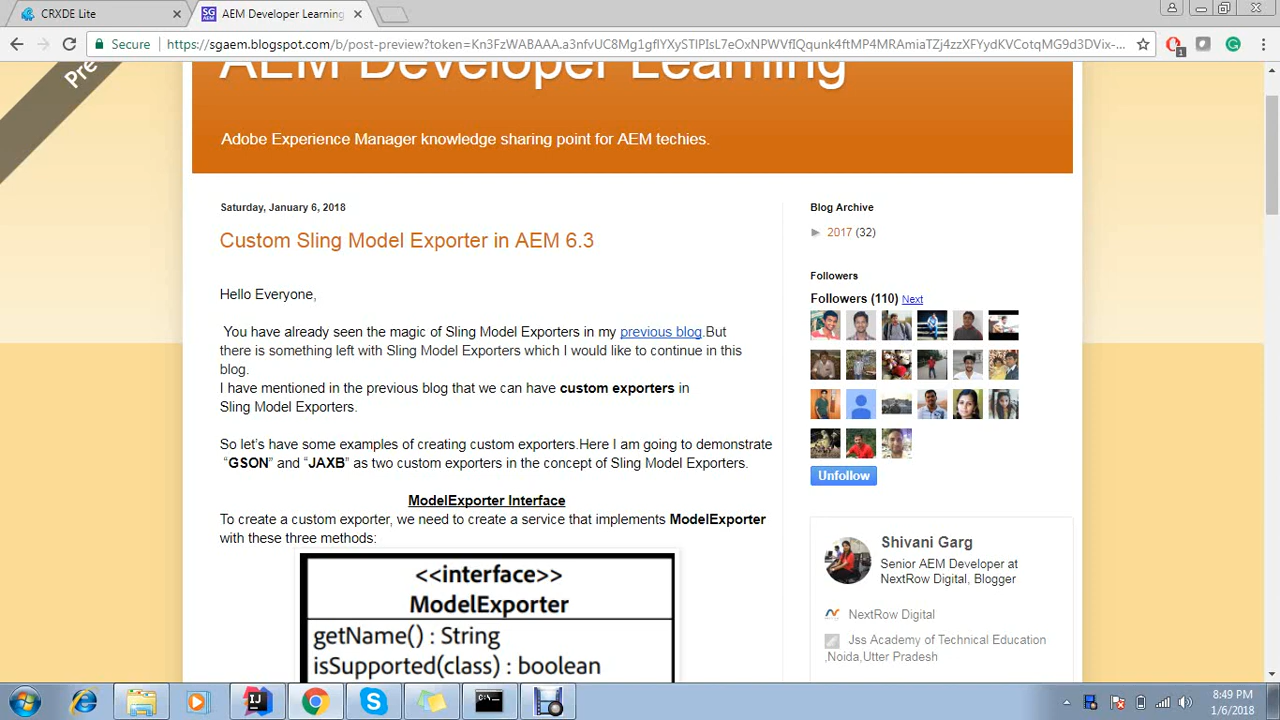 CRXDE Lite
AEM Developer Learning
Secure
https://sgaem.blogspot.com/b/post-preview?token=
1
Pre
AEM Developer Learning
Adobe Experience Manager knowledge sharing point for AEM techies.
Saturday, January 6, 2018
Custom Sling Model Exporter in AEM 6.3
Hello Everyone,
You have already seen the magic of Sling Model Exporters in my previous blog.But
there is something left with Sling Model Exporters which I would like to continue in this
blog.
I have mentioned in the previous blog that we can have custom exporters in
Sling Model Exporters.
So let's have some examples of creating custom exporters.Here I am going to demonstrate
“GSON” and “JAXB” as two custom exporters in the concept of Sling Model Exporters.
ModelExporter Interface
To create a custom exporter, we need to create a service that implements ModelExporter
with these three methods:
<<interface>>
ModelExporter
getName() : String
isSupported(class) : boolean
Blog Archive
► 2017 (32)
Followers
Followers (110) Next
Unfollow
Shivani Garg
Senior AEM Developer at
NextRow Digital, Blogger
NextRow Digital
Jss Academy of Technical Education
,Noida,Utter Pradesh
8:49 PM
1/6/2018